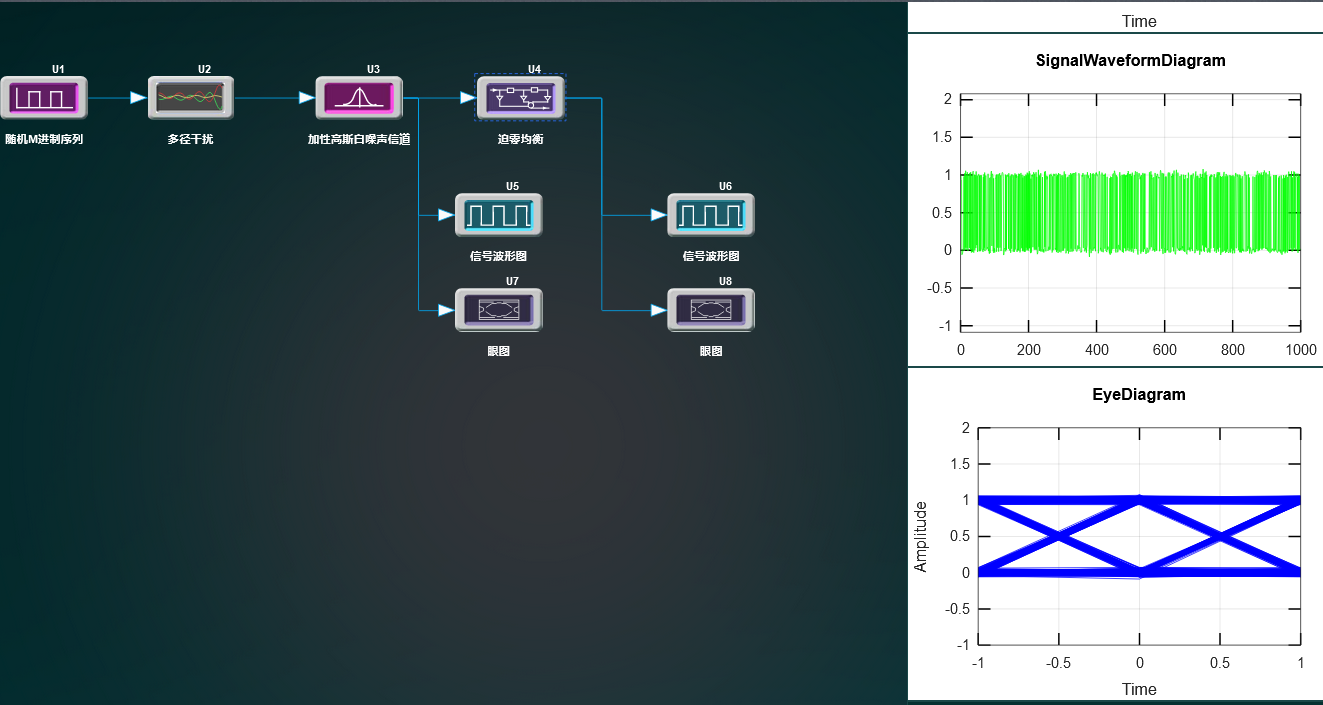 U1
U2
U3
U4
随机M进制序列
多径干扰
加性高斯白噪声信道
迫零均衡
U5
U6
信号波形图
信号波形图
U7
U8
眼图
眼图
Time
SignalWaveformDiagram
2
1.5
1
0.5
0
-0.5
-1
0 200 400 600 800 1000
EyeDiagram
Amplitude
2
1.5
1
0.5
0
-0.5
-1
-1 -0.5 0 0.5 1
Time